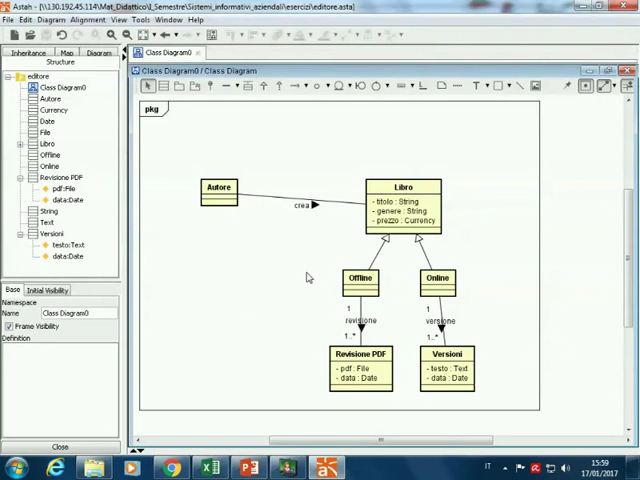 Astah - [\\130.192.45.114\Mat_Didattico\I_Semestre\Sistemi_informativi_aziendali\esercizi\editore.asta]
File Edit Diagram Alignment View Tools Window Help
Inheritance Map Diagram
Structure
editore
Class Diagram0
Autore
Currency
Date
File
Libro
Offline
Online
Revisione PDF
pdf:File
data:Date
String
Text
Versioni
testo:Text
data:Date
Base Initial Visibility
Namespace
Name Class Diagram0
Frame Visibility
Definition
Close
Class Diagram0
Class Diagram0 / Class Diagram
pkg
Autore
crea
Libro
- titolo : String
- genere : String
- prezzo : Currency
Offline
Online
1
revisione
1..*
1
versione
1..*
Revisione PDF
- pdf : File
- data : Date
Versioni
- testo : Text
- data : Date
IT
15:59
17/01/2017